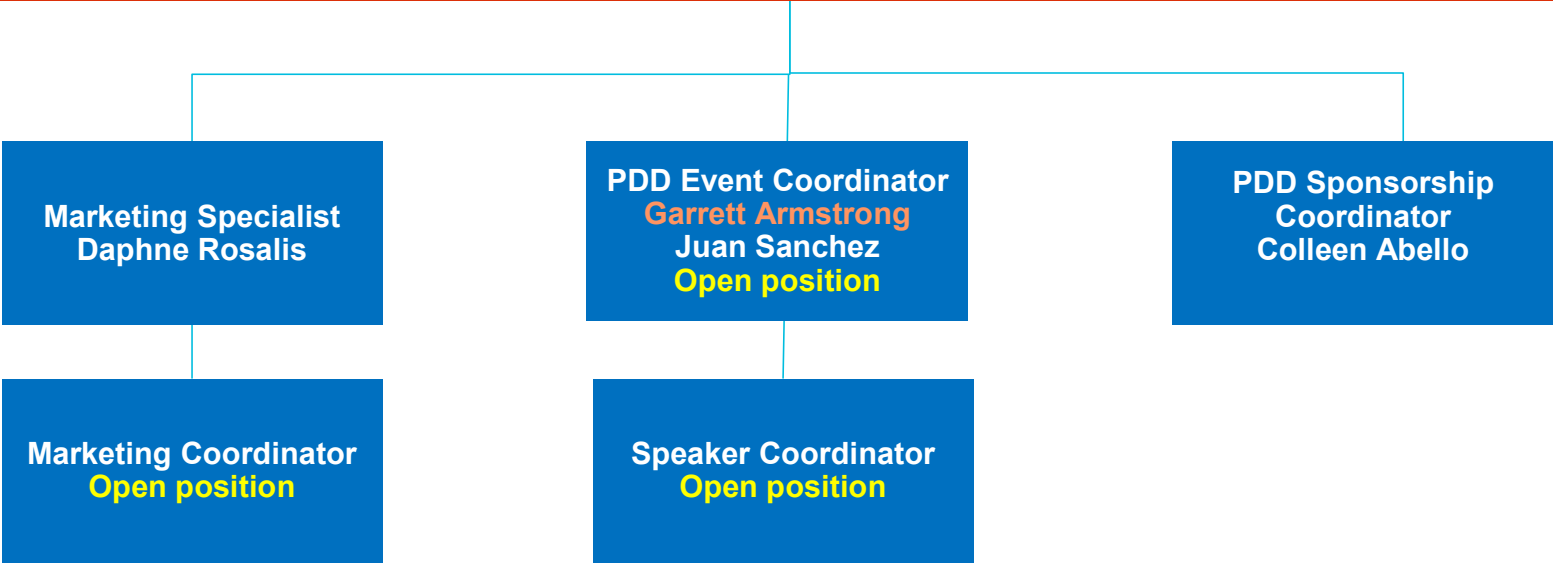 Marketing Specialist
Daphne Rosalis
PDD Event Coordinator
Garrett Armstrong
Juan Sanchez
Open position
PDD Sponsorship
Coordinator
Colleen Abello
Marketing Coordinator
Open position
Speaker Coordinator
Open position